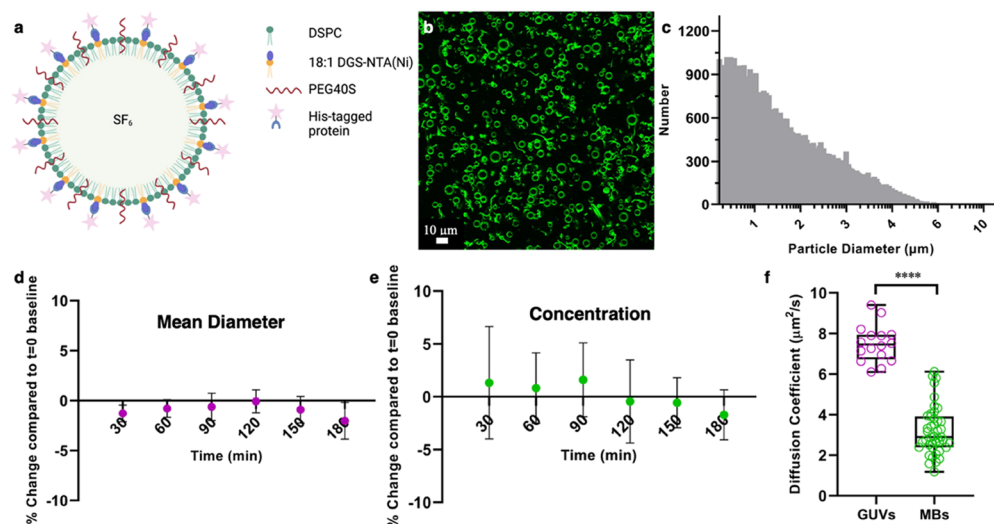 a
SF₆
DSPC
18:1 DGS-NTA(Ni)
PEG40S
His-tagged
protein
b
10 μm
c
Number
1200
900
600
300
0
1
2
3
4
6
10
Particle Diameter (μm)
d
% Change compared to t=0 baseline
Mean Diameter
10
5
0
-5
-10
30
60
90
120
150
180
Time (min)
e
% Change compared to t=0 baseline
Concentration
10
5
0
-5
-10
30
60
90
120
150
180
Time (min)
f
****
Diffusion Coefficient (μm²/s)
10
8
6
4
2
0
GUVs
MBs